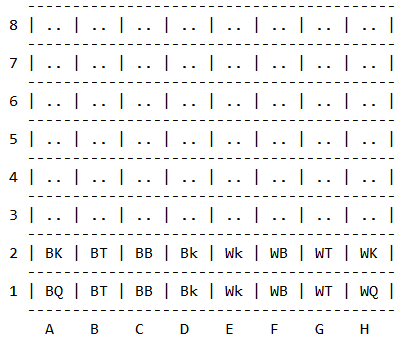 ----------------------------------
8 | .. | .. | .. | .. | .. | .. | .. | .. |
----------------------------------
7 | .. | .. | .. | .. | .. | .. | .. | .. |
----------------------------------
6 | .. | .. | .. | .. | .. | .. | .. | .. |
----------------------------------
5 | .. | .. | .. | .. | .. | .. | .. | .. |
----------------------------------
4 | .. | .. | .. | .. | .. | .. | .. | .. |
----------------------------------
3 | .. | .. | .. | .. | .. | .. | .. | .. |
----------------------------------
2 | BK | BT | BB | Bk | Wk | WB | WT | WK |
----------------------------------
1 | BQ | BT | BB | Bk | Wk | WB | WT | WQ |
----------------------------------
A B C D E F G H